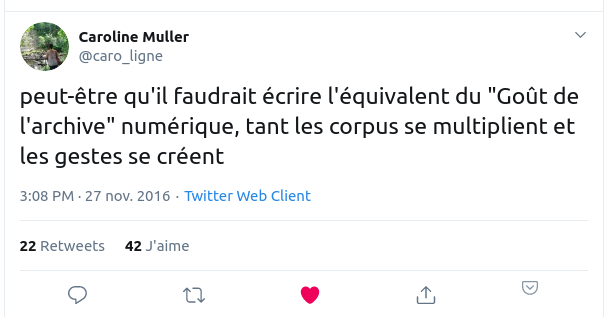 Caroline Muller
@caro_ligne
peut-être qu'il faudrait écrire l'équivalent du "Goût de
l'archive" numérique, tant les corpus se multiplient et
les gestes se créent
3:08 PM · 27 nov. 2016 · Twitter Web Client
22 Retweets 42 J'aime